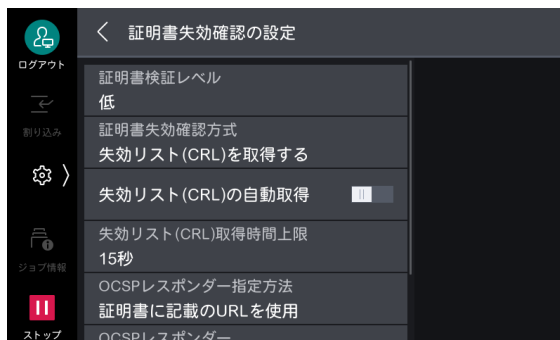 証明書失効確認の設定
ログアウト
割り込み
ジョブ情報
ストップ
証明書検証レベル
低
証明書失効確認方式
失効リスト(CRL)を取得する
失効リスト(CRL)の自動取得
失効リスト(CRL)取得時間上限
15秒
OCSPレスポンダー指定方法
証明書に記載のURLを使用
OCSPレスポンダー